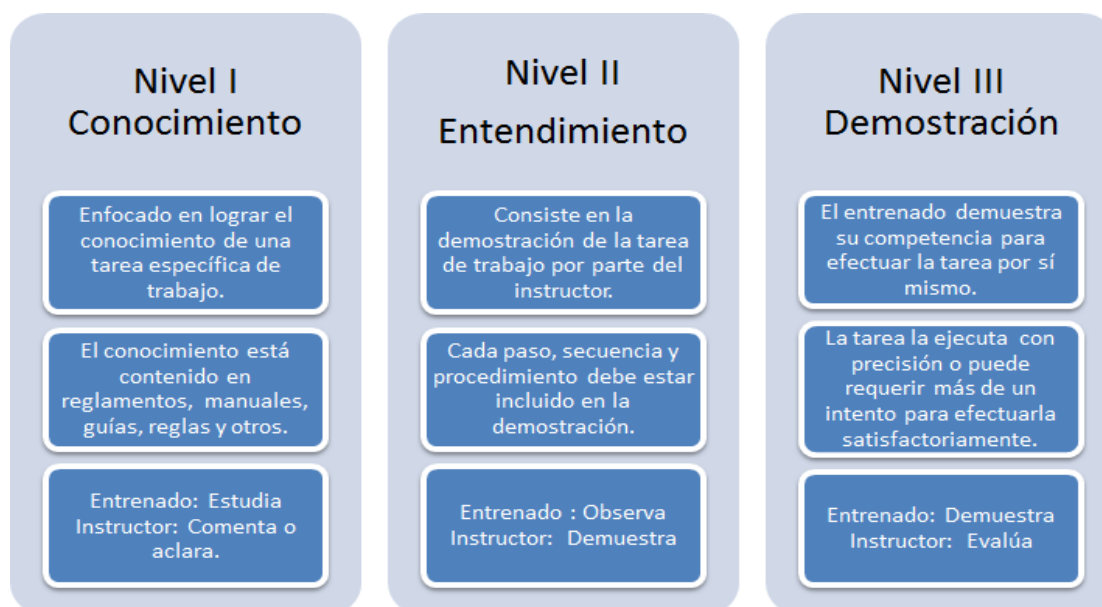 Nivel I
Conocimiento
Enfocado en lograr el
conocimiento de una
tarea específica de
trabajo.
El conocimiento está
contenido en
reglamentos, manuales,
guías, reglas y otros.
Entrenado: Estudia
Instructor: Comenta o
aclara.
Nivel II
Entendimiento
Consiste en la
demostración de la tarea
de trabajo por parte del
instructor.
Cada paso, secuencia y
procedimiento debe estar
incluido en la
demostración.
Entrenado : Observa
Instructor: Demuestra
Nivel III
Demostración
El entrenado demuestra
su competencia para
efectuar la tarea por sí
mismo.
La tarea la ejecuta con
precisión o puede
requerir más de un
intento para efectuarla
satisfactoriamente.
Entrenado: Demuestra
Instructor: Evalúa